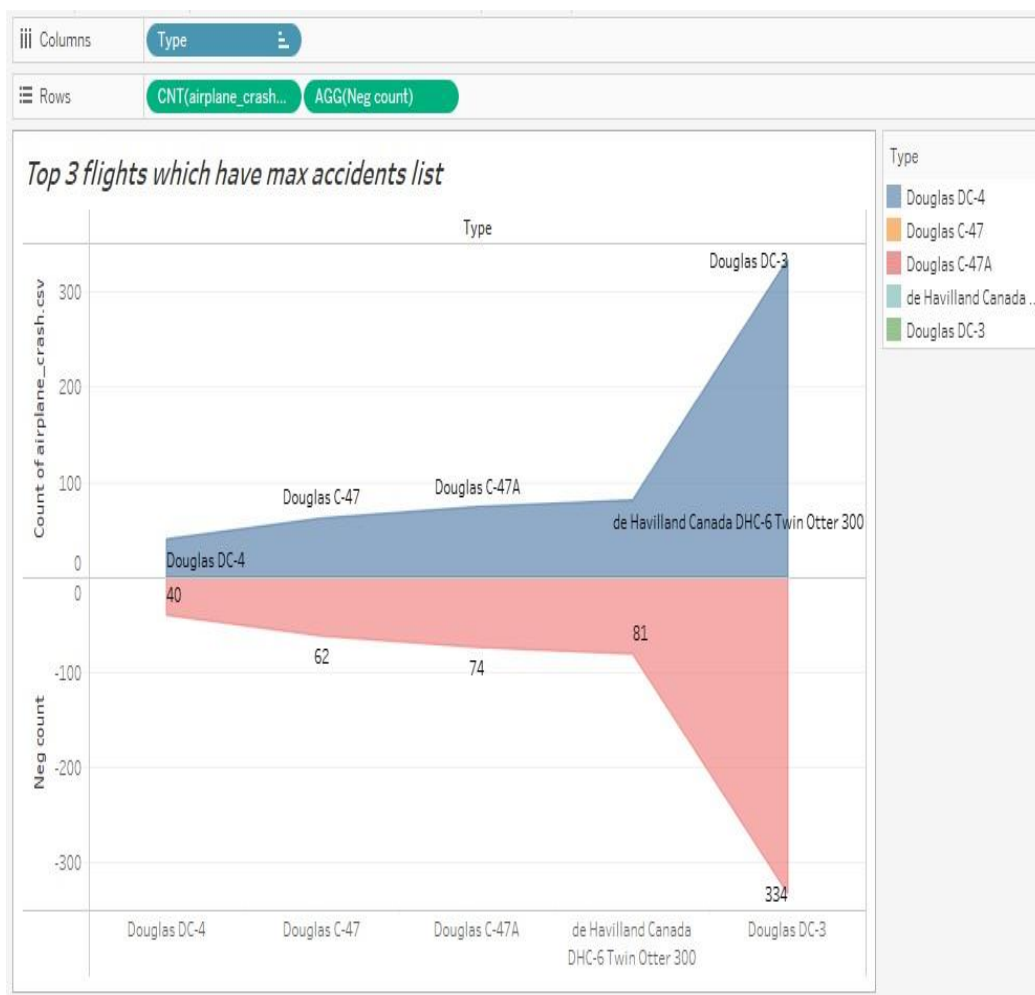 Columns
Type
Rows
CNT(airplane_crash...
AGG(Neg count)
Top 3 flights which have max accidents list
Type
Count of airplane_crash.csv
300
200
100
0
Douglas DC-3
Douglas C-47
Douglas C-47A
de Havilland Canada DHC-6 Twin Otter 300
Douglas DC-4
Neg count
0
-100
-200
-300
40
62
74
81
334
Douglas DC-4
Douglas C-47
Douglas C-47A
de Havilland Canada
DHC-6 Twin Otter 300
Douglas DC-3
Type
Douglas DC-4
Douglas C-47
Douglas C-47A
de Havilland Canada ..
Douglas DC-3